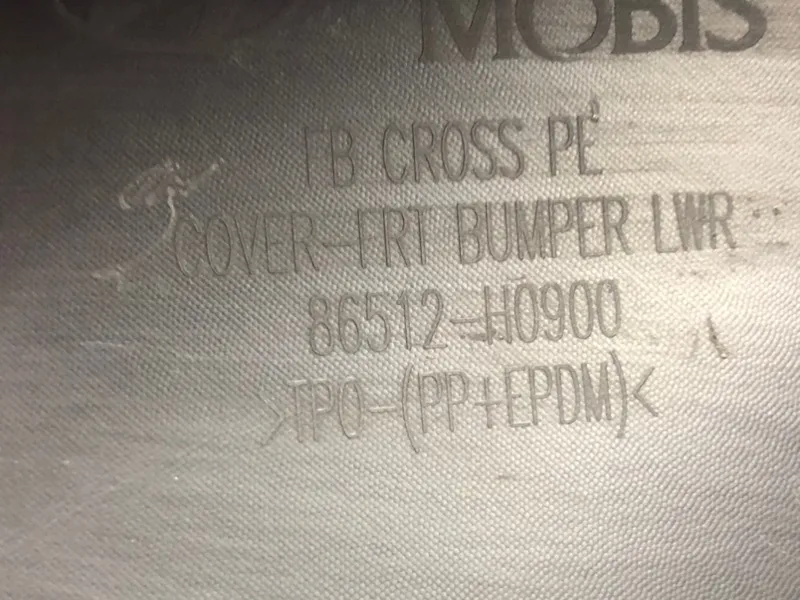 MOBIS
FB CROSS PE
COVER-FRT BUMPER LWR
86512-H0900
>TPO-(PP+EPDM)<